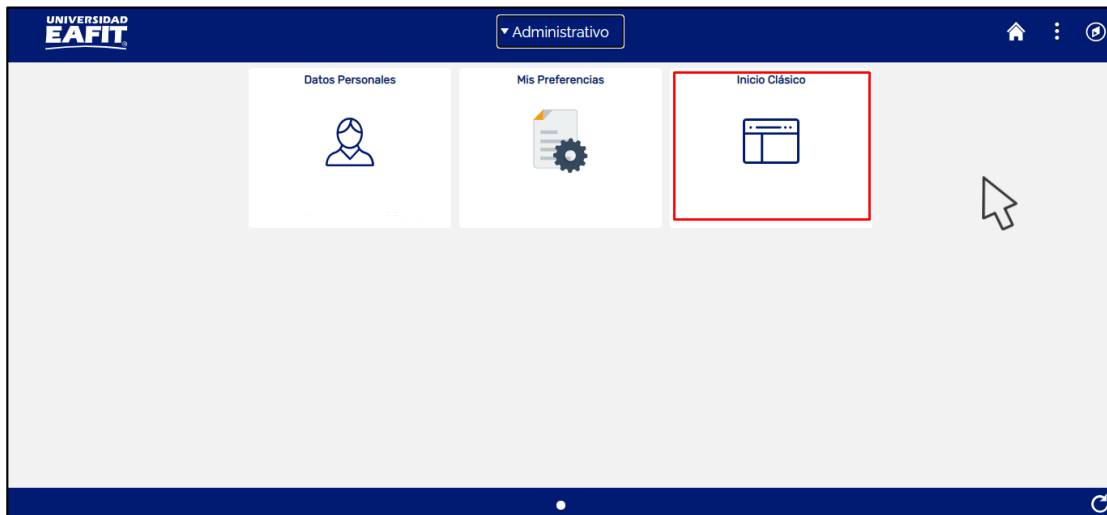 UNIVERSIDAD
EAFIT
Administrativo
Datos Personales
Mis Preferencias
Inicio Clásico